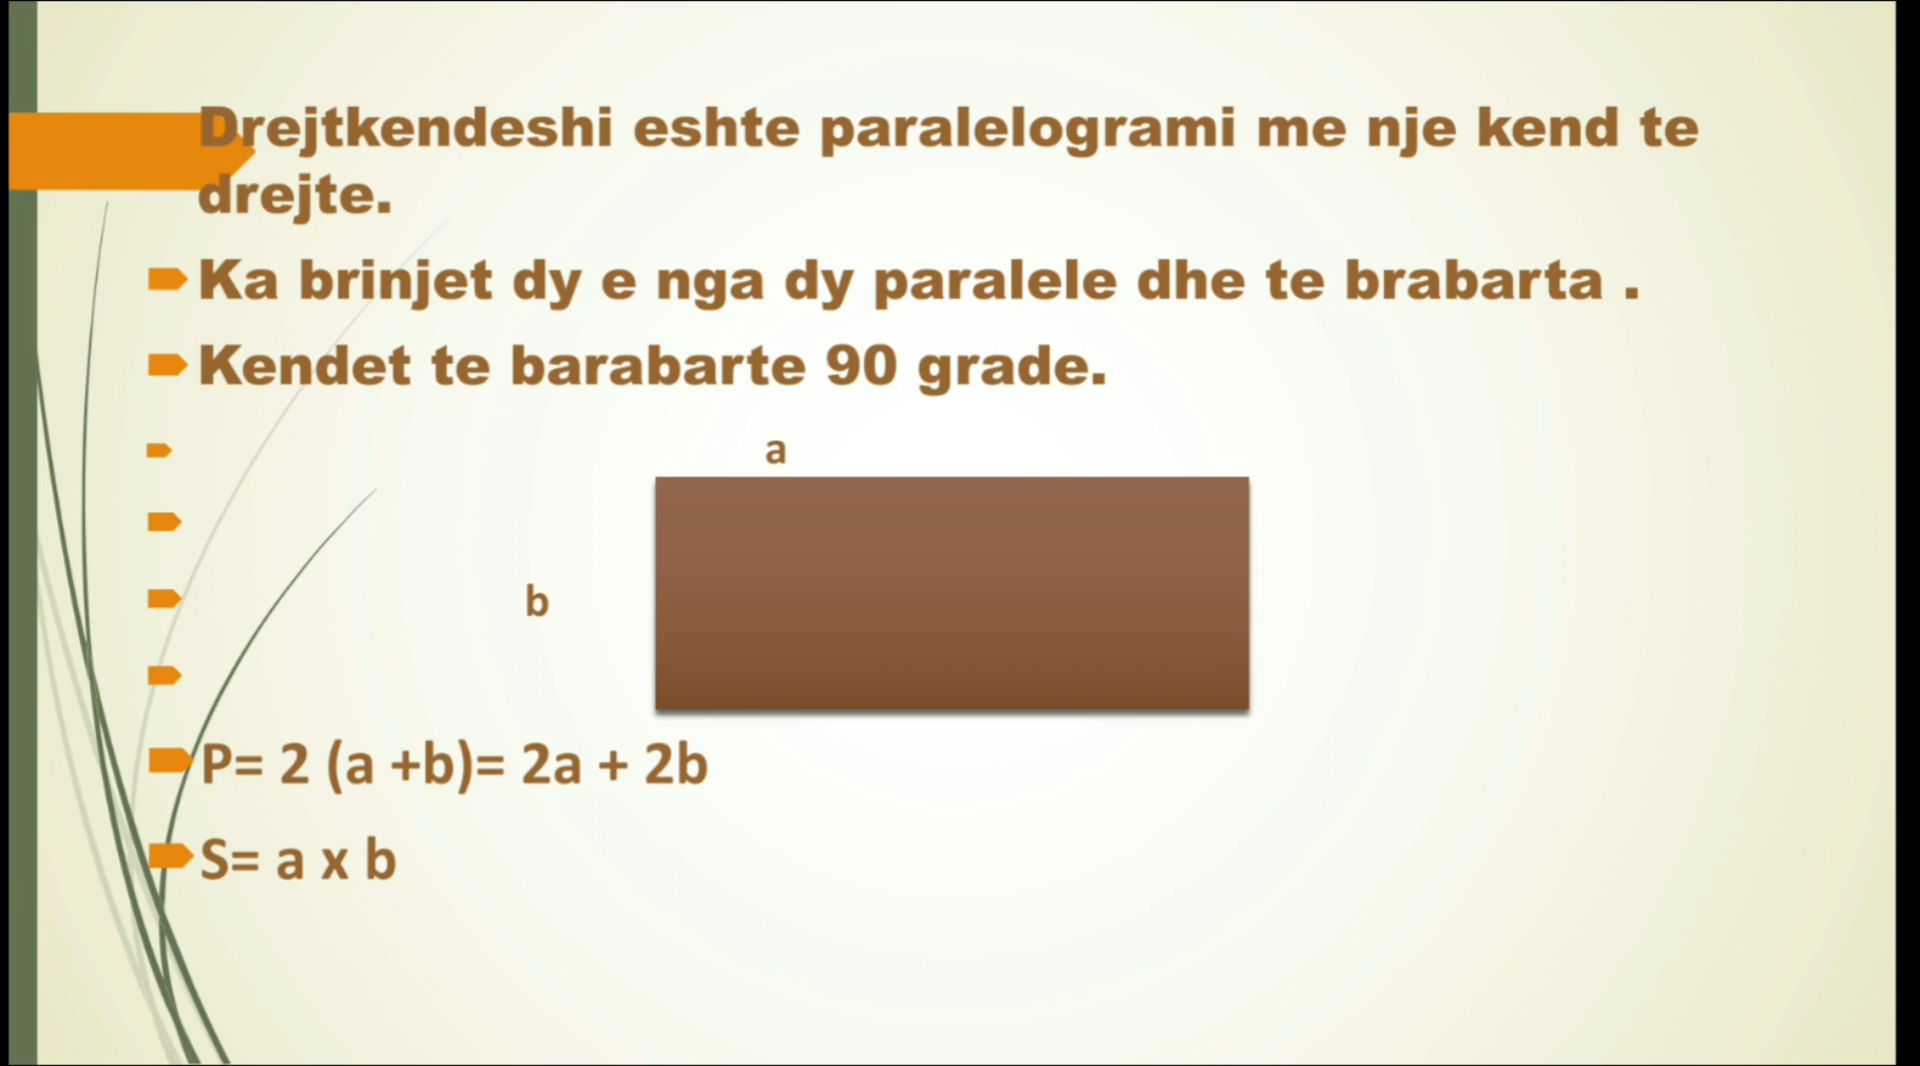 Drejtkendeshi eshte paralelogrami me nje kend te
drejte.
Ka brinjet dy e nga dy paralele dhe te brabarta .
Kendet te barabarte 90 grade.
a
b
P= 2 (a +b)= 2a + 2b
S= a x b